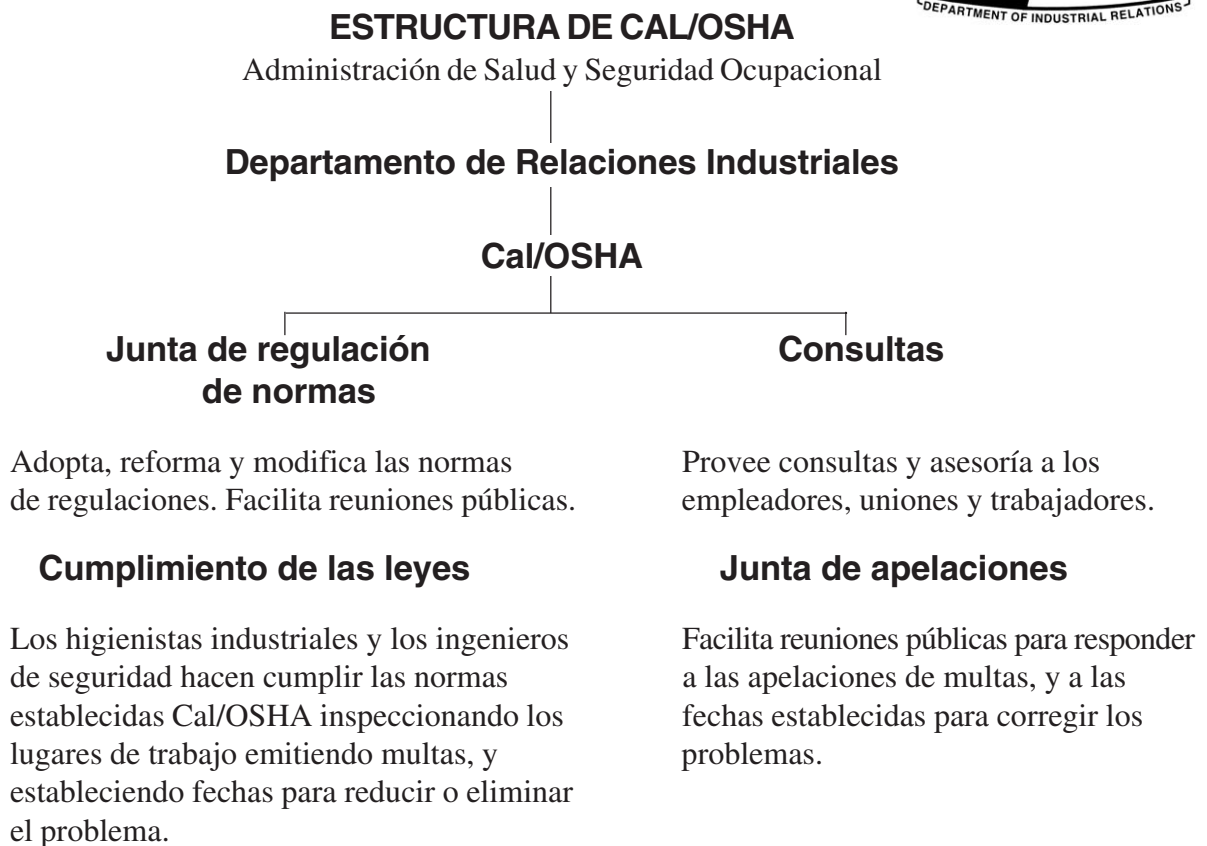 DEPARTMENT OF INDUSTRIAL RELATIONS
ESTRUCTURA DE CAL/OSHA
Administración de Salud y Seguridad Ocupacional
Departamento de Relaciones Industriales
Cal/OSHA
Junta de regulación
de normas
Adopta, reforma y modifica las normas
de regulaciones. Facilita reuniones públicas.
Cumplimiento de las leyes
Los higienistas industriales y los ingenieros
de seguridad hacen cumplir las normas
establecidas Cal/OSHA inspeccionando los
lugares de trabajo emitiendo multas, y
estableciendo fechas para reducir o eliminar
el problema.
Consultas
Provee consultas y asesoría a los
empleadores, uniones y trabajadores.
Junta de apelaciones
Facilita reuniones públicas para responder
a las apelaciones de multas, y a las
fechas establecidas para corregir los
problemas.